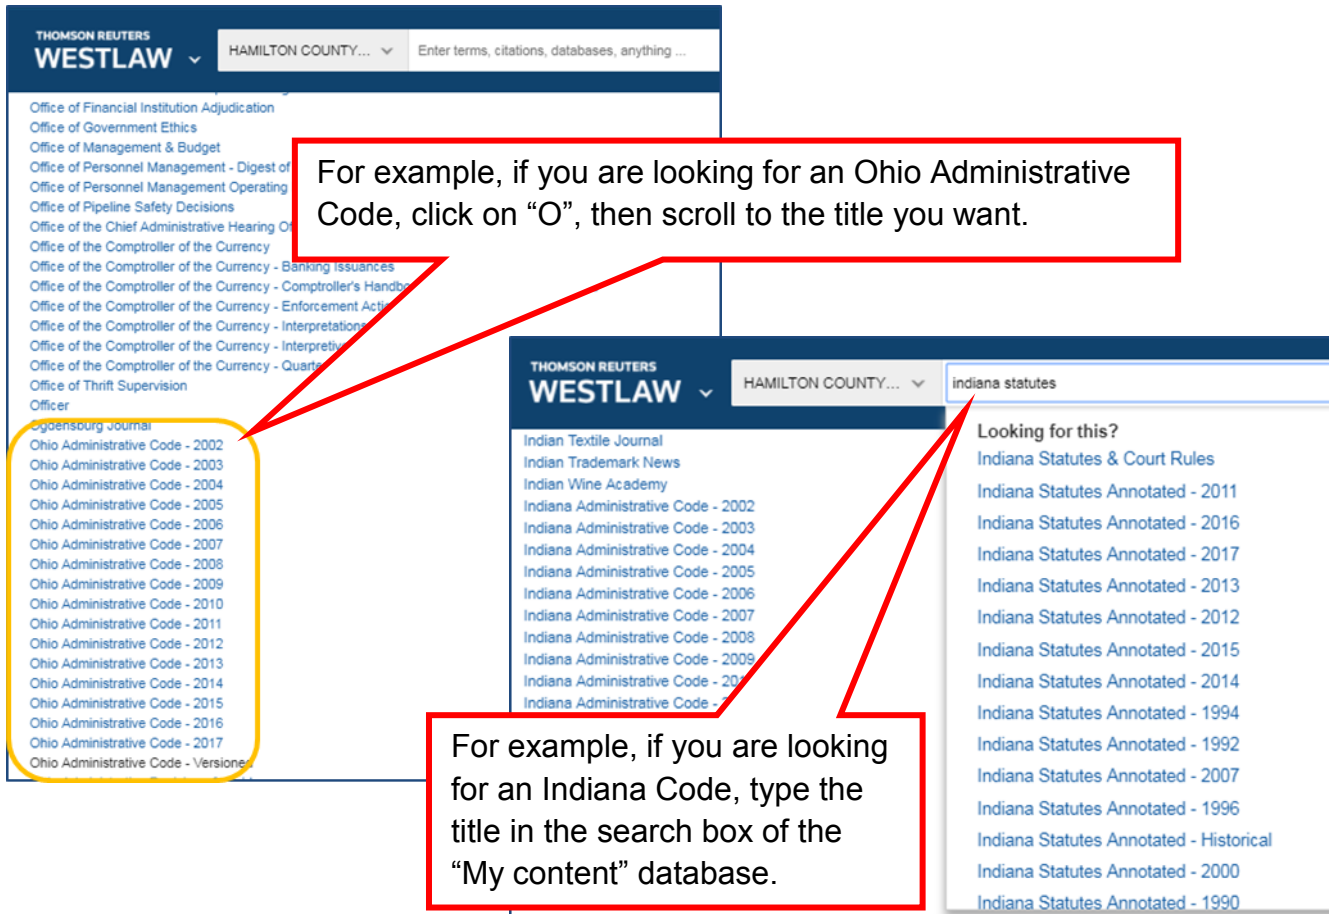 THOMSON REUTERS
WESTLAW
HAMILTON COUNTY...
Enter terms, citations, databases, anything ...
Office of Financial Institution Adjudication
Office of Government Ethics
Office of Management & Budget
Office of Personnel Management - Digest of
Office of Personnel Management Operating
Office of Pipeline Safety Decisions
Office of the Chief Administrative Hearing Of
Office of the Comptroller of the Currency
Office of the Comptroller of the Currency - Banking Issuances
Office of the Comptroller of the Currency - Comptroller's Handbo
Office of the Comptroller of the Currency - Enforcement Actio
Office of the Comptroller of the Currency - Interpretations
Office of the Comptroller of the Currency - Interpretive
Office of the Comptroller of the Currency - Quarte
Office of Thrift Supervision
Officer
Ogdensburg Journal
Ohio Administrative Code - 2002
Ohio Administrative Code - 2003
Ohio Administrative Code - 2004
Ohio Administrative Code - 2005
Ohio Administrative Code - 2006
Ohio Administrative Code - 2007
Ohio Administrative Code - 2008
Ohio Administrative Code - 2009
Ohio Administrative Code - 2010
Ohio Administrative Code - 2011
Ohio Administrative Code - 2012
Ohio Administrative Code - 2013
Ohio Administrative Code - 2014
Ohio Administrative Code - 2015
Ohio Administrative Code - 2016
Ohio Administrative Code - 2017
Ohio Administrative Code - Versioned
For example, if you are looking for an Ohio Administrative
Code, click on “O”, then scroll to the title you want.
THOMSON REUTERS
WESTLAW
HAMILTON COUNTY...
indiana statutes
Indian Textile Journal
Indian Trademark News
Indian Wine Academy
Indiana Administrative Code - 2002
Indiana Administrative Code - 2003
Indiana Administrative Code - 2004
Indiana Administrative Code - 2005
Indiana Administrative Code - 2006
Indiana Administrative Code - 2007
Indiana Administrative Code - 2008
Indiana Administrative Code - 2009
Indiana Administrative Code - 201
Indiana Administrative Code - 2
Looking for this?
Indiana Statutes & Court Rules
Indiana Statutes Annotated - 2011
Indiana Statutes Annotated - 2016
Indiana Statutes Annotated - 2017
Indiana Statutes Annotated - 2013
Indiana Statutes Annotated - 2012
Indiana Statutes Annotated - 2015
Indiana Statutes Annotated - 2014
Indiana Statutes Annotated - 1994
Indiana Statutes Annotated - 1992
Indiana Statutes Annotated - 2007
Indiana Statutes Annotated - 1996
Indiana Statutes Annotated - Historical
Indiana Statutes Annotated - 2000
Indiana Statutes Annotated - 1990
For example, if you are looking
for an Indiana Code, type the
title in the search box of the
“My content” database.